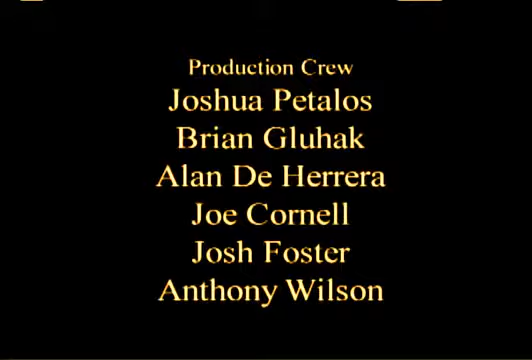 Production Crew
Joshua Petalos
Brian Gluhak
Alan De Herrera
Joe Cornell
Josh Foster
Anthony Wilson